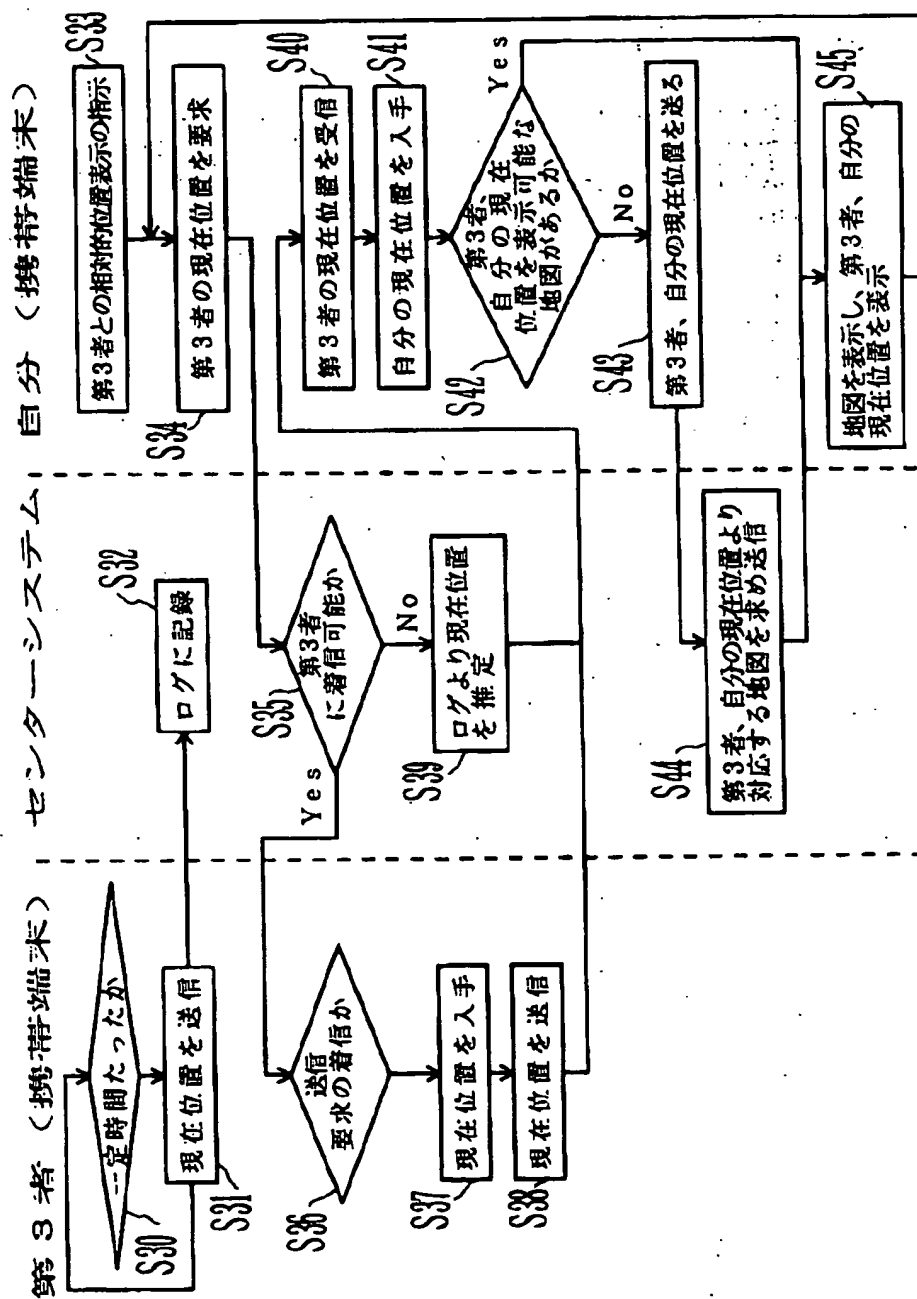 第3者（携帯端末）
センターシステム
自分（携帯端末）
一定時間たったか
S30
現在位置を送信
S31
ログに記録
S32
第3者との相対的位置表示の指示
S33
第3者の現在位置を要求
S34
第3者
に着信可能か
S35
Yes
No
送信
要求の着信か
S36
現在位置を入手
S37
現在位置を送信
S38
ログより現在位置
を推定
S39
第3者の現在位置を受信
S40
自分の現在位置を入手
S41
第3者、
自分の現在
位置を表示可能な
地図があるか
S42
Yes
No
第3者、自分の現在位置を送る
S43
第3者、自分の現在位置より
対応する地図を求め送信
S44
地図を表示し、第3者、自分の
現在位置を表示
S45